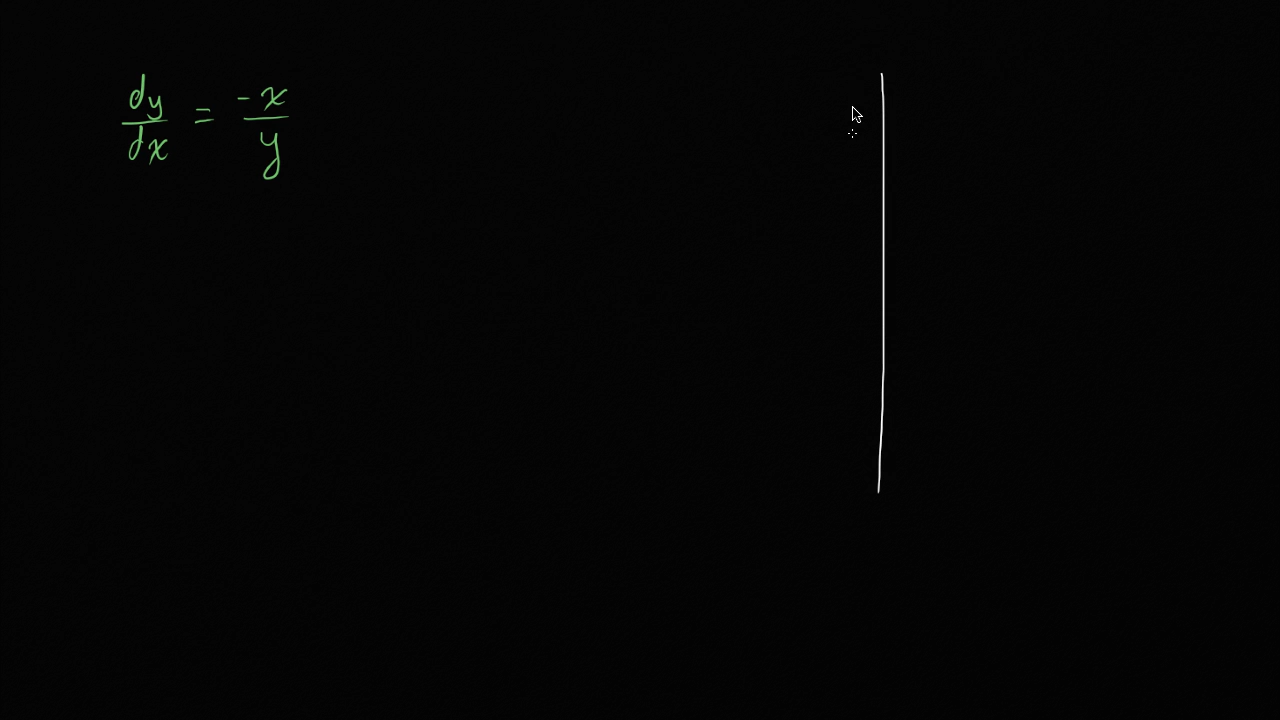 dy/dx = -x/y